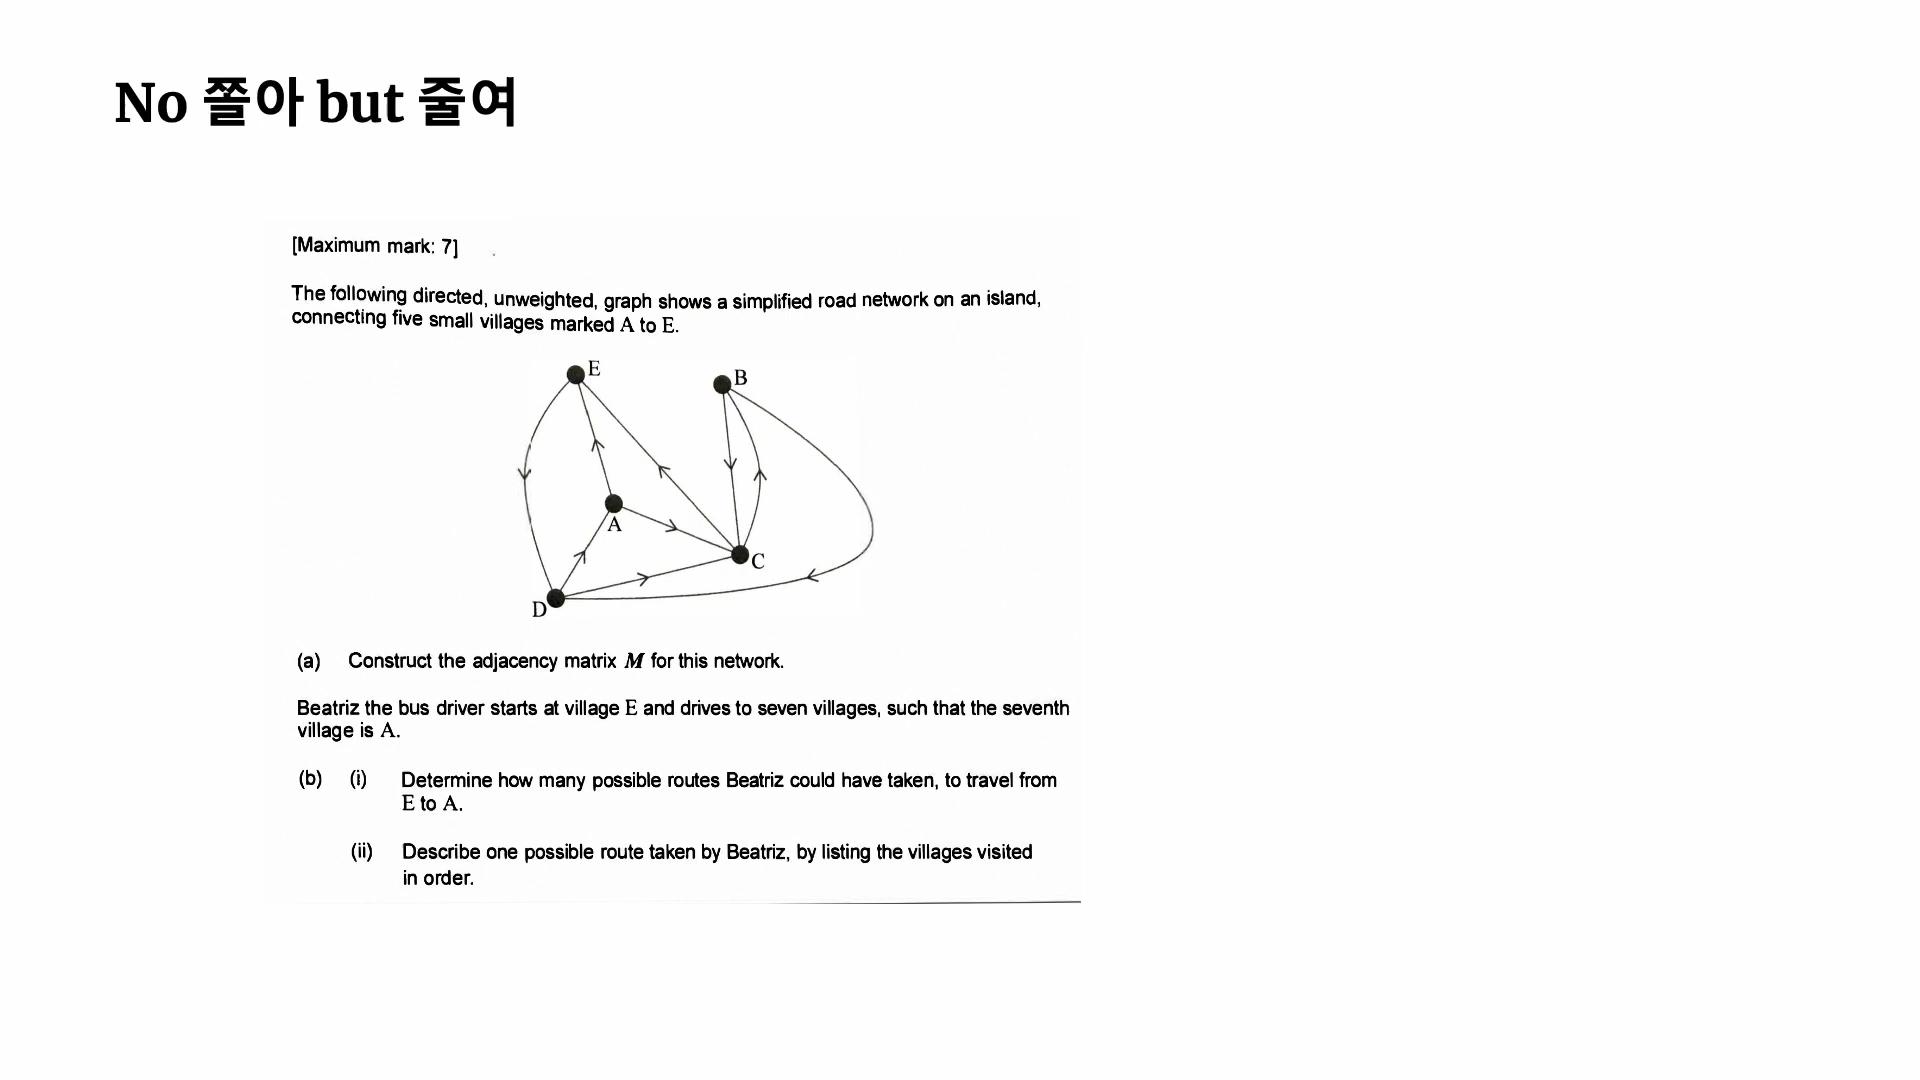 No 쫄아 but 줄여
[Maximum mark: 7]
The following directed, unweighted, graph shows a simplified road network on an island,
connecting five small villages marked A to E.
E
B
A
C
D
(a) Construct the adjacency matrix M for this network.
Beatriz the bus driver starts at village E and drives to seven villages, such that the seventh
village is A.
(b) (i) Determine how many possible routes Beatriz could have taken, to travel from
E to A.
(ii) Describe one possible route taken by Beatriz, by listing the villages visited
in order.